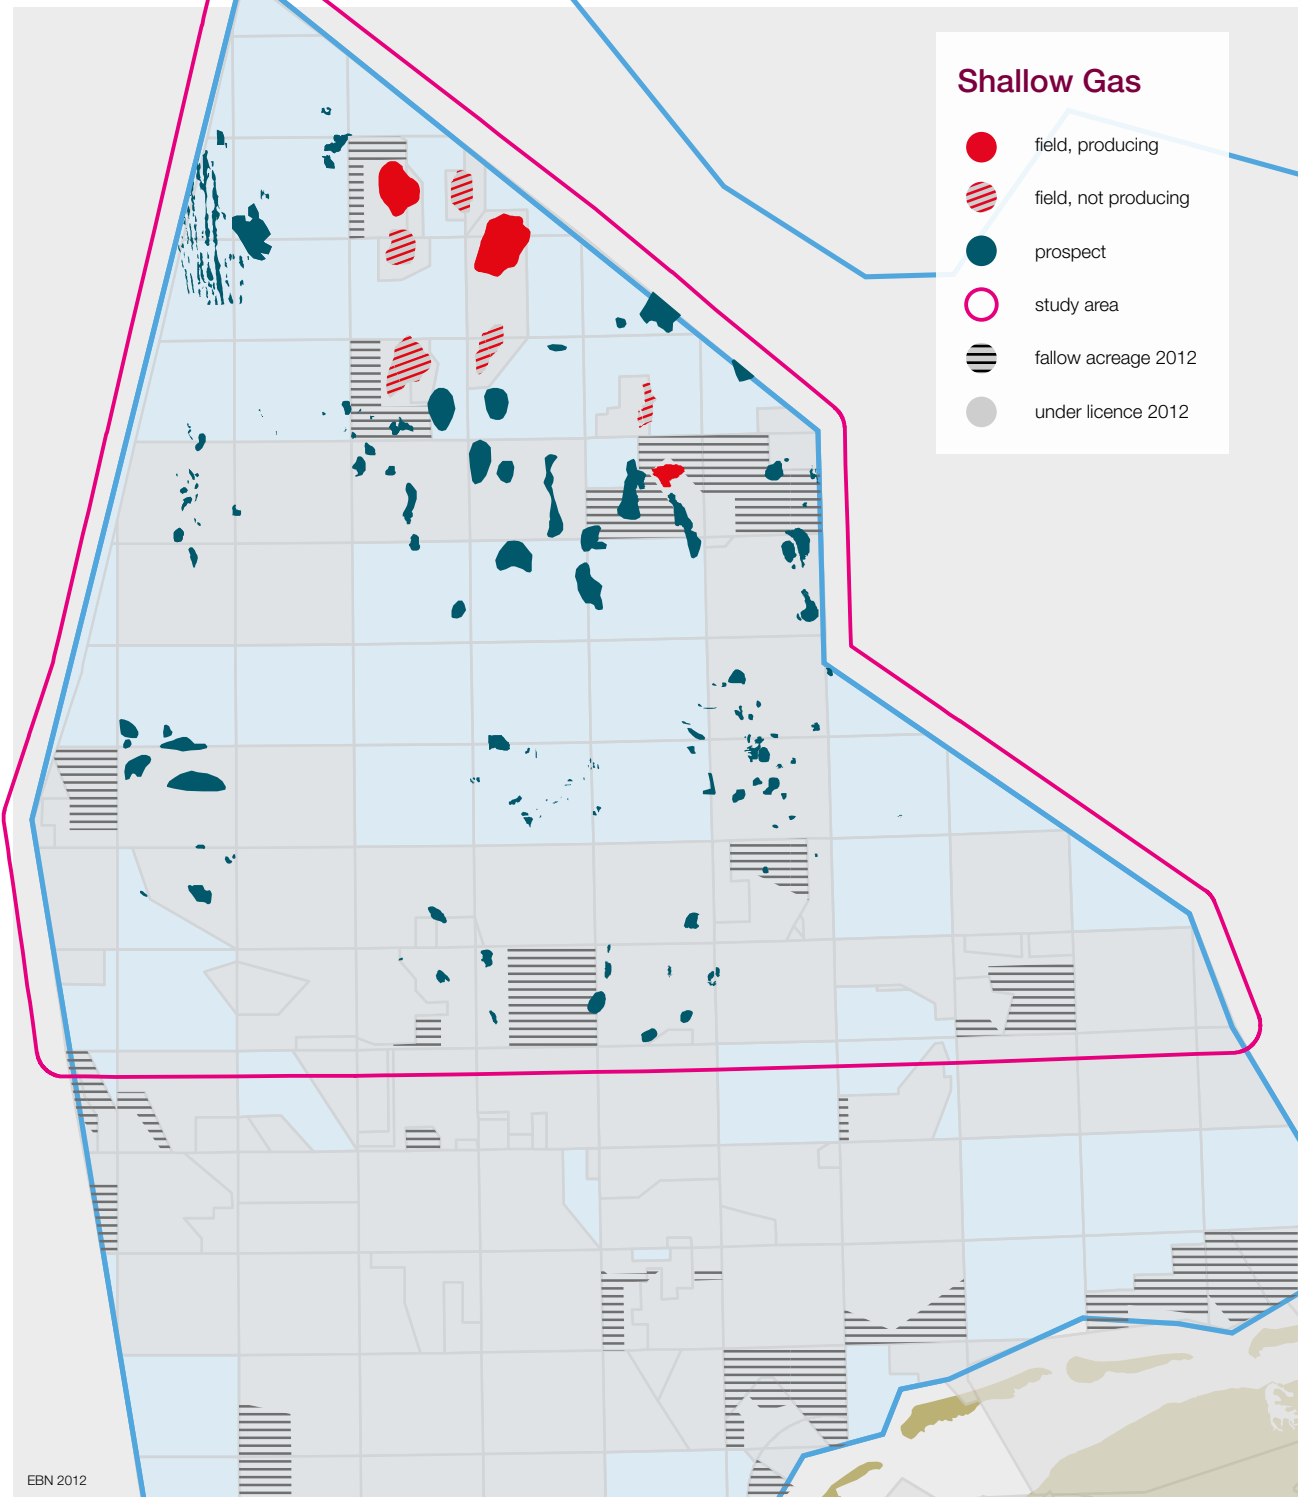 Shallow Gas
field, producing
field, not producing
prospect
study area
fallow acreage 2012
under licence 2012
EBN 2012